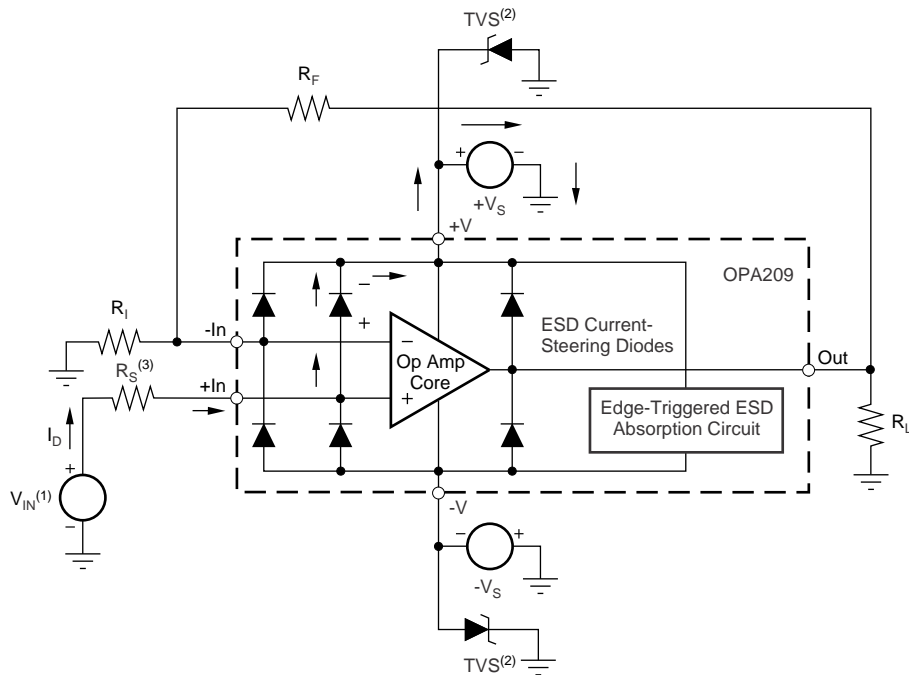 TVS(2)
RF
+ −
+VS
+V
OPA209
RI
-In
−
+
−
Op Amp
Core
+
ESD Current-
Steering Diodes
Out
RS(3)
+In
Edge-Triggered ESD
Absorption Circuit
RL
ID
+
VIN(1)
−
-V
− +
-VS
TVS(2)